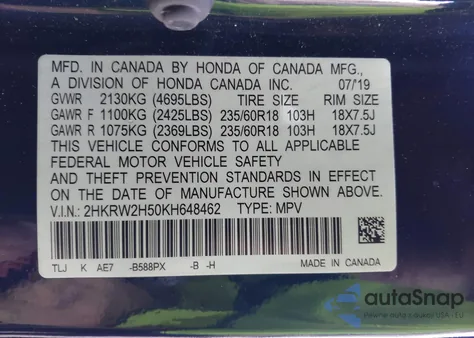 MFD. IN CANADA BY HONDA OF CANADA MFG.,
A DIVISION OF HONDA CANADA INC. 07/19
GVWR 2130KG (4695LBS) TIRE SIZE RIM SIZE
GAWR F 1100KG (2425LBS) 235/60R18 103H 18X7.5J
GAWR R 1075KG (2369LBS) 235/60R18 103H 18X7.5J
THIS VEHICLE CONFORMS TO ALL APPLICABLE
FEDERAL MOTOR VEHICLE SAFETY
AND THEFT PREVENTION STANDARDS IN EFFECT
ON THE DATE OF MANUFACTURE SHOWN ABOVE.
V.I.N.: 2HKRW2H50KH648462 TYPE: MPV
TLJ K AE7 -B588PX -B -H MADE IN CANADA
autoSnap